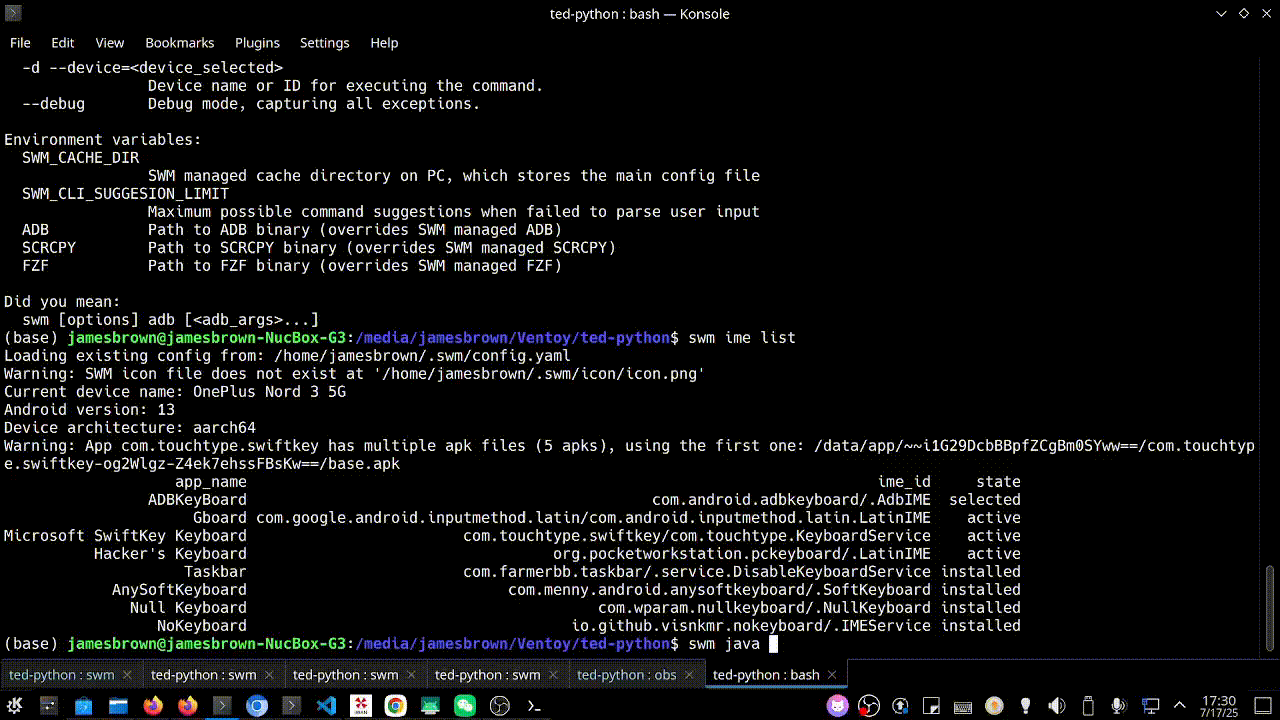 ted-python : bash — Konsole
File Edit View Bookmarks Plugins Settings Help
-d --device=<device_selected>
Device name or ID for executing the command.
--debug Debug mode, capturing all exceptions.
Environment variables:
SWM_CACHE_DIR
SWM managed cache directory on PC, which stores the main config file
SWM_CLI_SUGGESION_LIMIT
Maximum possible command suggestions when failed to parse user input
ADB Path to ADB binary (overrides SWM managed ADB)
SCRCPY Path to SCRCPY binary (overrides SWM managed SCRCPY)
FZF Path to FZF binary (overrides SWM managed FZF)
Did you mean:
swm [options] adb [<adb_args>...]
(base) jamesbrown@jamesbrown-NucBox-G3:/media/jamesbrown/Ventoy/ted-python$ swm ime list
Loading existing config from: /home/jamesbrown/.swm/config.yaml
Warning: SWM icon file does not exist at '/home/jamesbrown/.swm/icon/icon.png'
Current device name: OnePlus Nord 3 5G
Android version: 13
Device architecture: aarch64
Warning: App com.touchtype.swiftkey has multiple apk files (5 apks), using the first one: /data/app/~~i1G29DcbBBpfZCgBm0SYww==/com.touchtyp
e.swiftkey-og2Wlgz-Z4ek7ehssFBsKw==/base.apk
app_name ime_id state
ADBKeyBoard com.android.adbkeyboard/.AdbIME selected
Gboard com.google.android.inputmethod.latin/com.android.inputmethod.latin.LatinIME active
Microsoft SwiftKey Keyboard com.touchtype.swiftkey/com.touchtype.KeyboardService active
Hacker's Keyboard org.pocketworkstation.pckeyboard/.LatinIME active
Taskbar com.farmerbb.taskbar/.service.DisableKeyboardService installed
AnySoftKeyboard com.menny.android.anysoftkeyboard/.SoftKeyboard installed
Null Keyboard com.wparam.nullkeyboard/.NullKeyboard installed
NoKeyboard io.github.visnkmr.nokeyboard/.IMEService installed
(base) jamesbrown@jamesbrown-NucBox-G3:/media/jamesbrown/Ventoy/ted-python$ swm java
ted-python : swm ted-python : swm ted-python : swm ted-python : swm ted-python : obs ted-python : bash
17:30
7/17/25